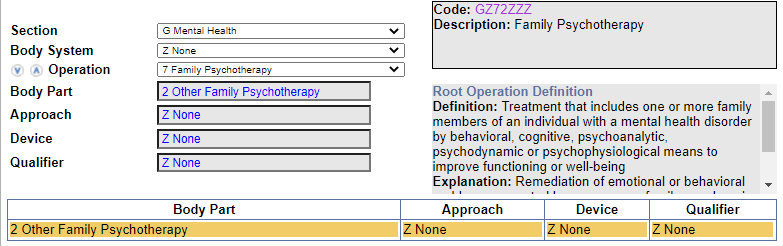 Section G Mental Health
Body System Z None
Operation 7 Family Psychotherapy
Body Part 2 Other Family Psychotherapy
Approach Z None
Device Z None
Qualifier Z None
Code: GZ72ZZZ
Description: Family Psychotherapy
Root Operation Definition
Definition: Treatment that includes one or more family
members of an individual with a mental health disorder
by behavioral, cognitive, psychoanalytic,
psychodynamic or psychophysiological means to
improve functioning or well-being
Explanation: Remediation of emotional or behavioral
Body Part Approach Device Qualifier
2 Other Family Psychotherapy Z None Z None Z None